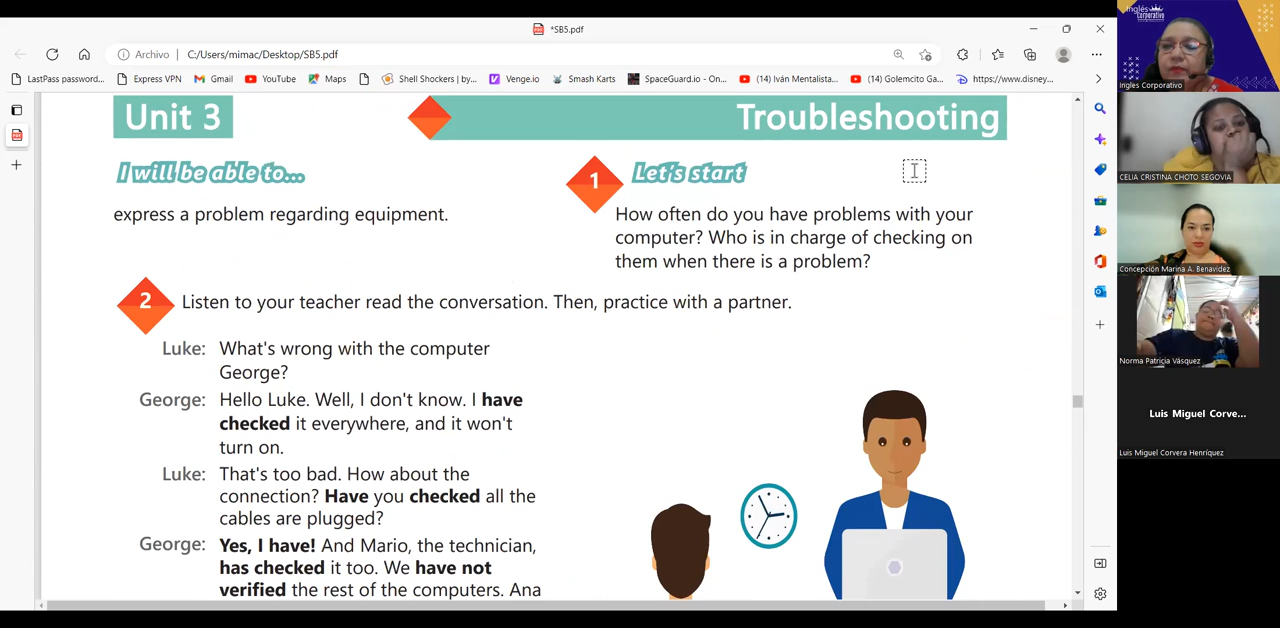 *SB5.pdf
Archivo | C:/Users/mimac/Desktop/SB5.pdf
LastPass password... Express VPN Gmail YouTube Maps Shell Shockers | by... Venge.io Smash Karts SpaceGuard.io - On... (14) Iván Mentalista... (14) Golemcito Ga... https://www.disney...
Unit 3
Troubleshooting
I will be able to...
express a problem regarding equipment.
1 Let's start
How often do you have problems with your
computer? Who is in charge of checking on
them when there is a problem?
2 Listen to your teacher read the conversation. Then, practice with a partner.
Luke: What's wrong with the computer
George?
George: Hello Luke. Well, I don't know. I have
checked it everywhere, and it won't
turn on.
Luke: That's too bad. How about the
connection? Have you checked all the
cables are plugged?
George: Yes, I have! And Mario, the technician,
has checked it too. We have not
verified the rest of the computers. Ana
Inglés
Corporativo
Ingles Corporativo
CELIA CRISTINA CHOTO SEGOVIA
Concepción Marina A. Benavidez
Norma Patricia Vásquez
Luis Miguel Corve...
Luis Miguel Corvera Henríquez